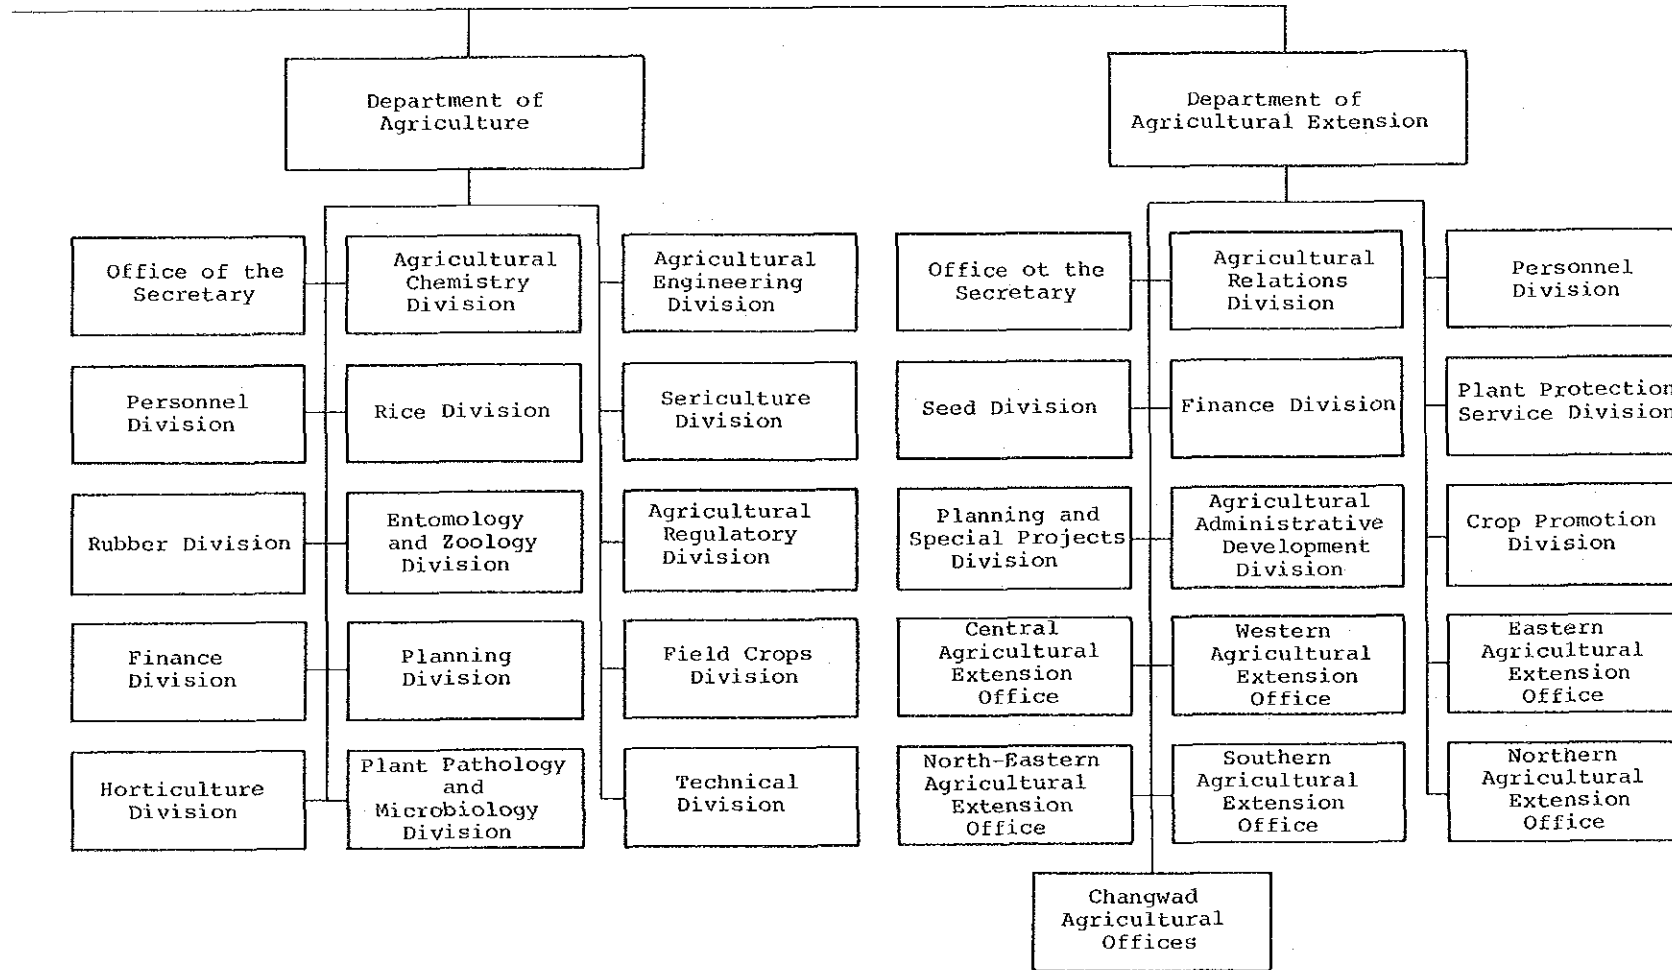 Department of
Agriculture
Department of
Agricultural Extension
Office of the
Secretary
Agricultural
Chemistry
Division
Agricultural
Engineering
Division
Personnel
Division
Rice Division
Sericulture
Division
Rubber Division
Entomology
and Zoology
Division
Agricultural
Regulatory
Division
Finance
Division
Planning
Division
Field Crops
Division
Horticulture
Division
Plant Pathology
and
Microbiology
Division
Technical
Division
Office ot the
Secretary
Agricultural
Relations
Division
Personnel
Division
Seed Division
Finance Division
Plant Protection
Service Division
Planning and
Special Projects
Division
Agricultural
Administrative
Development
Division
Crop Promotion
Division
Central
Agricultural
Extension
Office
Western
Agricultural
Extension
Office
Eastern
Agricultural
Extension
Office
North-Eastern
Agricultural
Extension
Office
Southern
Agricultural
Extension
Office
Northern
Agricultural
Extension
Office
Changwad
Agricultural
Offices